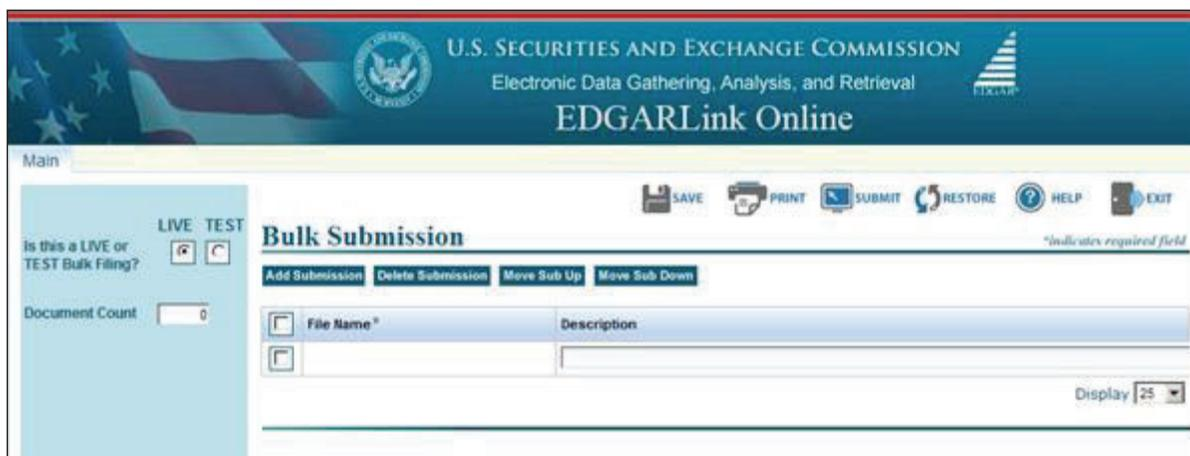 U.S. SECURITIES AND EXCHANGE COMMISSION
Electronic Data Gathering, Analysis, and Retrieval
EDGAR®
EDGARLink Online
Main
SAVE PRINT SUBMIT RESTORE HELP EXIT
LIVE TEST
Is this a LIVE or
TEST Bulk Filing?
Bulk Submission
*indicates required field
Add Submission Delete Submission Move Sub Up Move Sub Down
Document Count 0
File Name* Description
Display 25